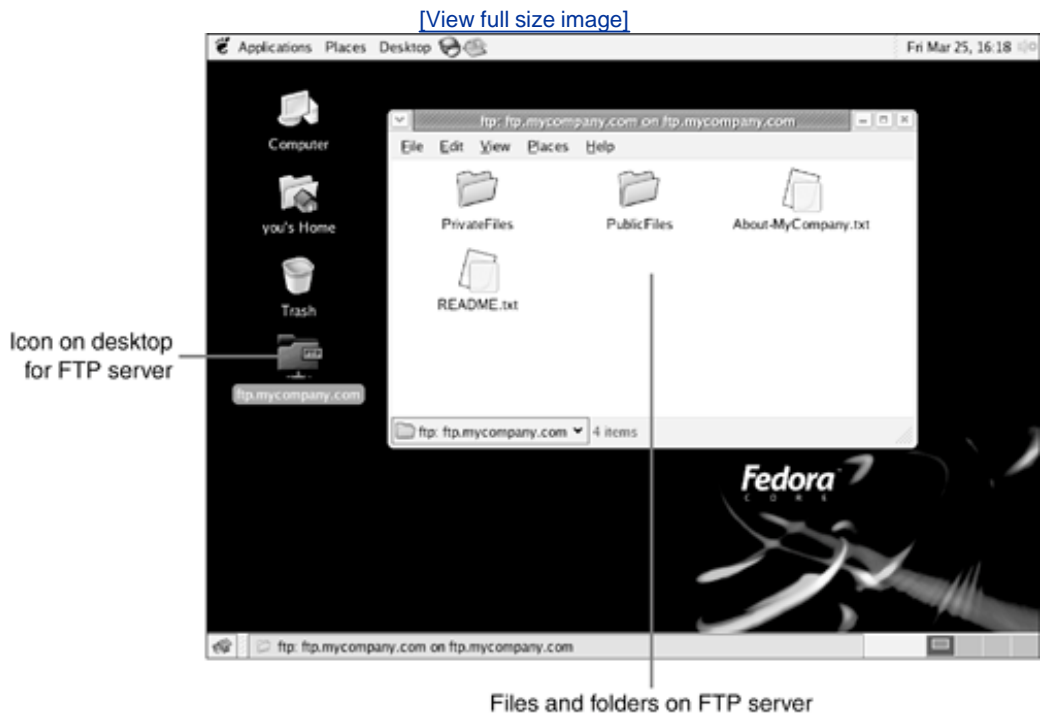 [View full size image]
Applications Places Desktop
Fri Mar 25, 16:18
Computer
you's Home
Trash
ftp.mycompany.com
ftp: ftp.mycompany.com on ftp.mycompany.com
File Edit View Places Help
PrivateFiles
PublicFiles
About-MyCompany.txt
README.txt
ftp: ftp.mycompany.com
4 items
Icon on desktop
for FTP server
Fedora
CORE
ftp: ftp.mycompany.com on ftp.mycompany.com
Files and folders on FTP server